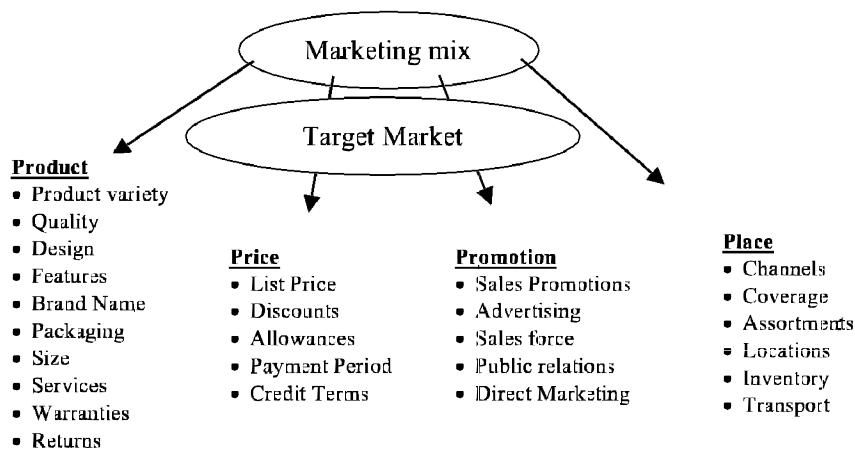 Marketing mix
Target Market
Product
• Product variety
• Quality
• Design
• Features
• Brand Name
• Packaging
• Size
• Services
• Warranties
• Returns
Price
• List Price
• Discounts
• Allowances
• Payment Period
• Credit Terms
Promotion
• Sales Promotions
• Advertising
• Sales force
• Public relations
• Direct Marketing
Place
• Channels
• Coverage
• Assortments
• Locations
• Inventory
• Transport